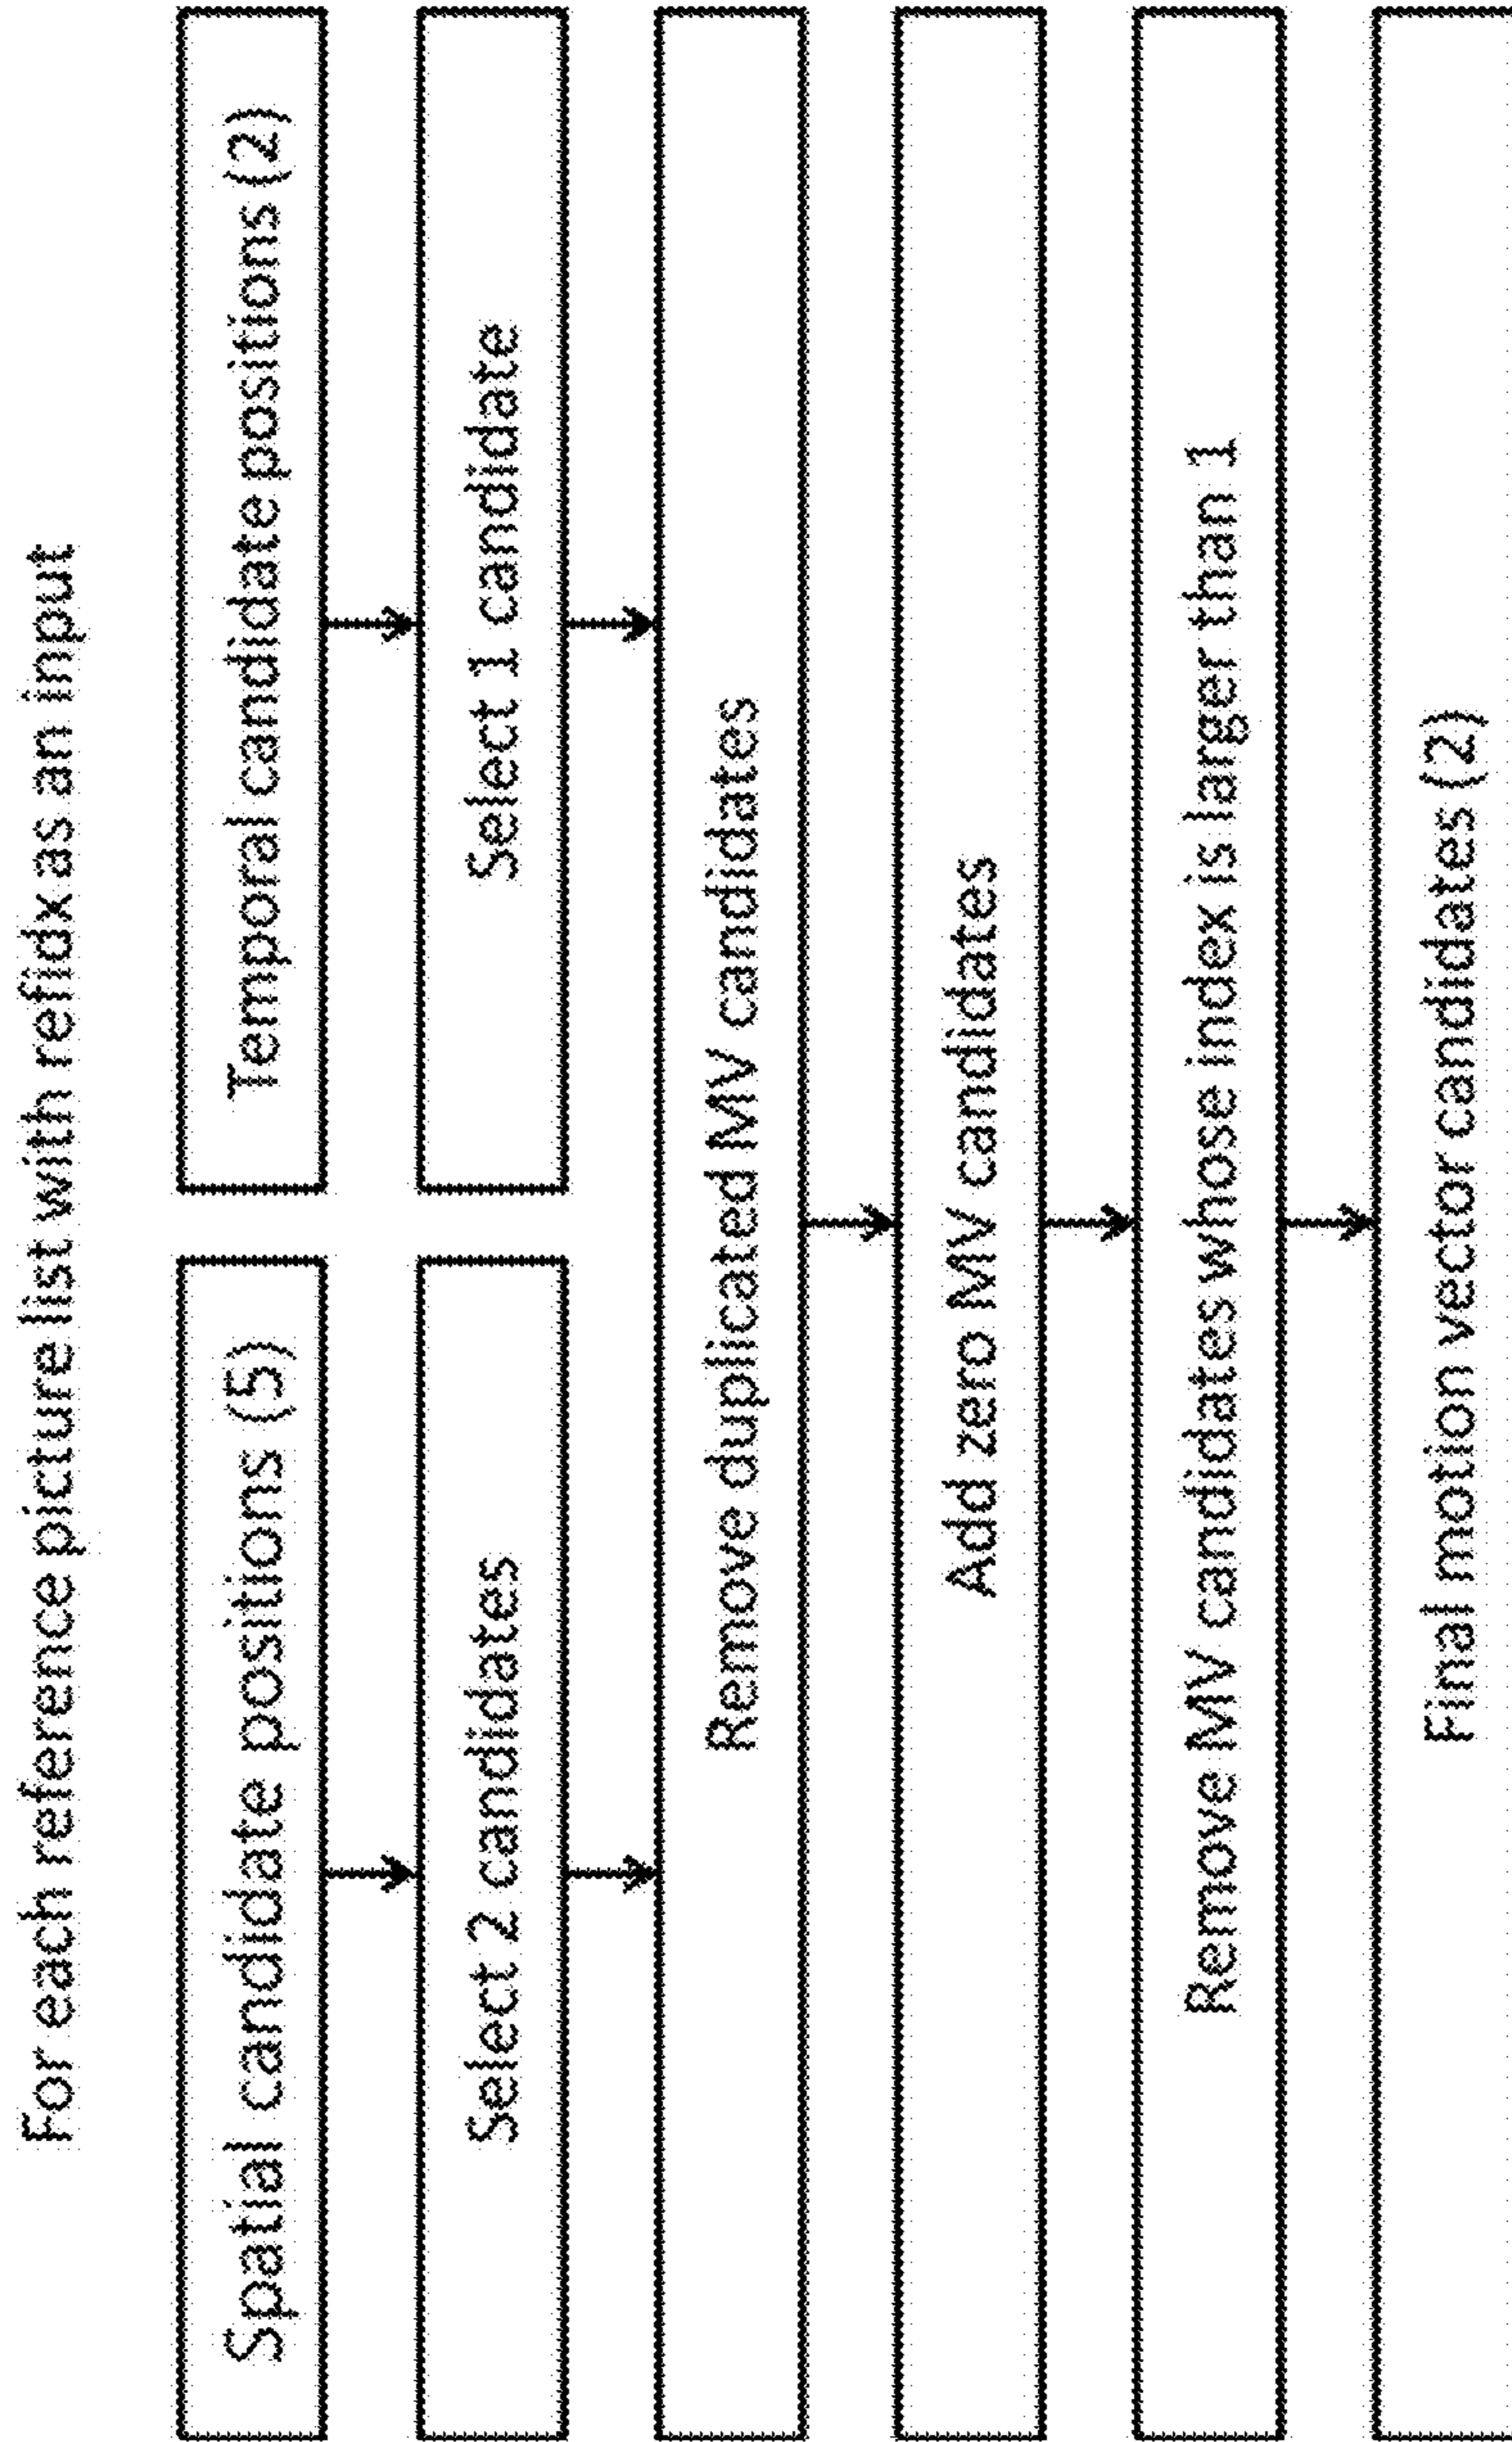 For each reference picture list with refidx as an input
Spatial candidate positions (5)
Temporal candidate positions (2)
Select 2 candidates
Select 1 candidate
Remove duplicated MV candidates
Add zero MV candidates
Remove MV candidates whose index is larger than 1
Final motion vector candidates (2)